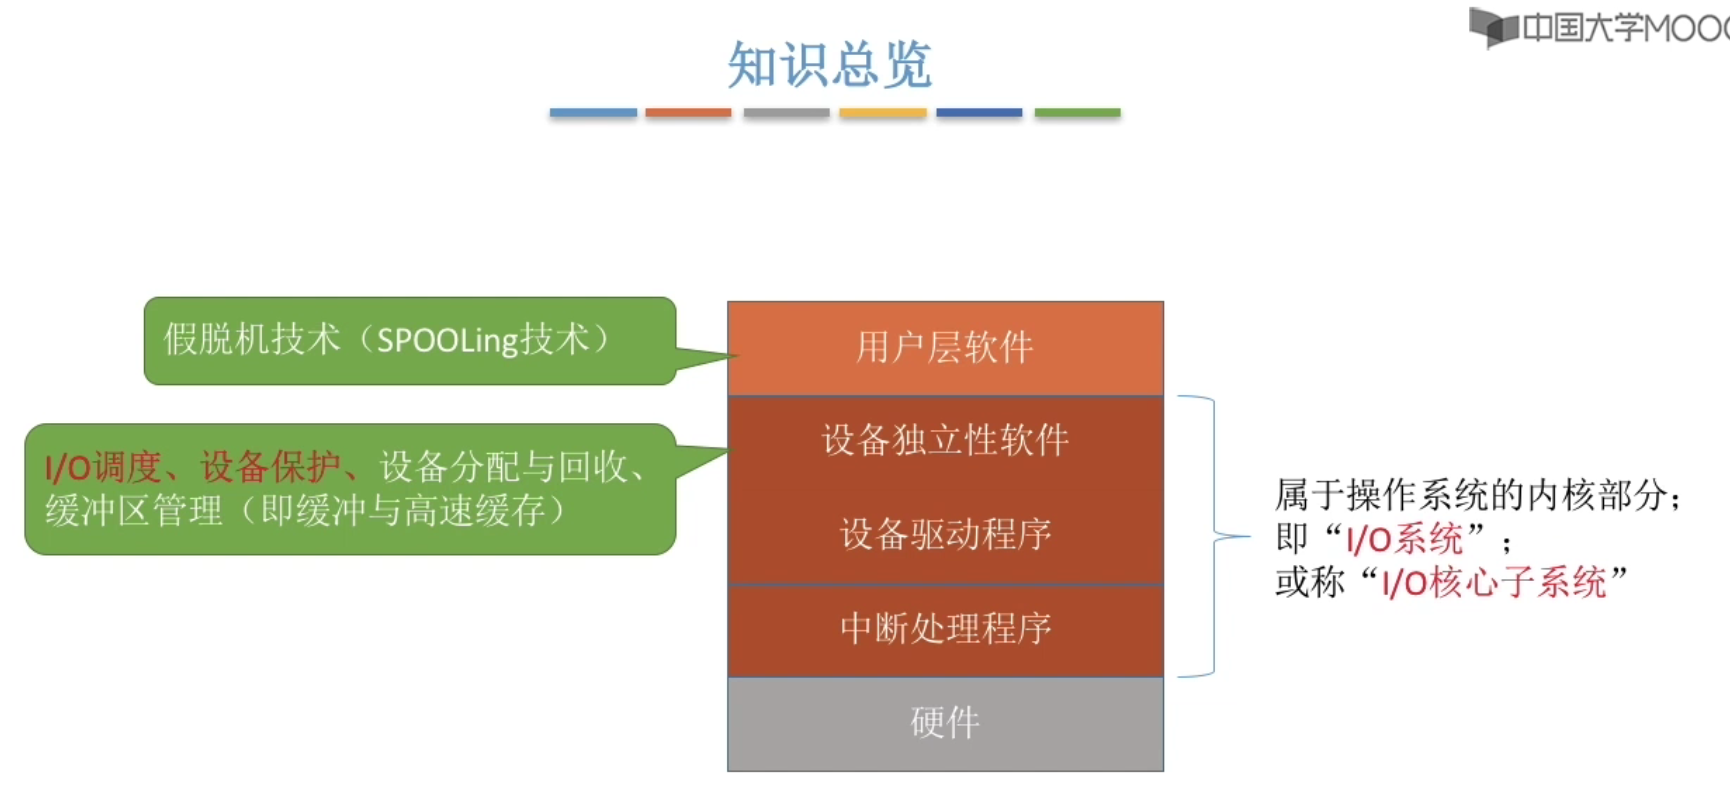 中国大学MOOC
知识总览
假脱机技术（SPOOLing技术）
用户层软件
I/O调度、设备保护、设备分配与回收、
缓冲区管理（即缓冲与高速缓存）
设备独立性软件
设备驱动程序
中断处理程序
硬件
属于操作系统的内核部分；
即“I/O系统”；
或称“I/O核心子系统”